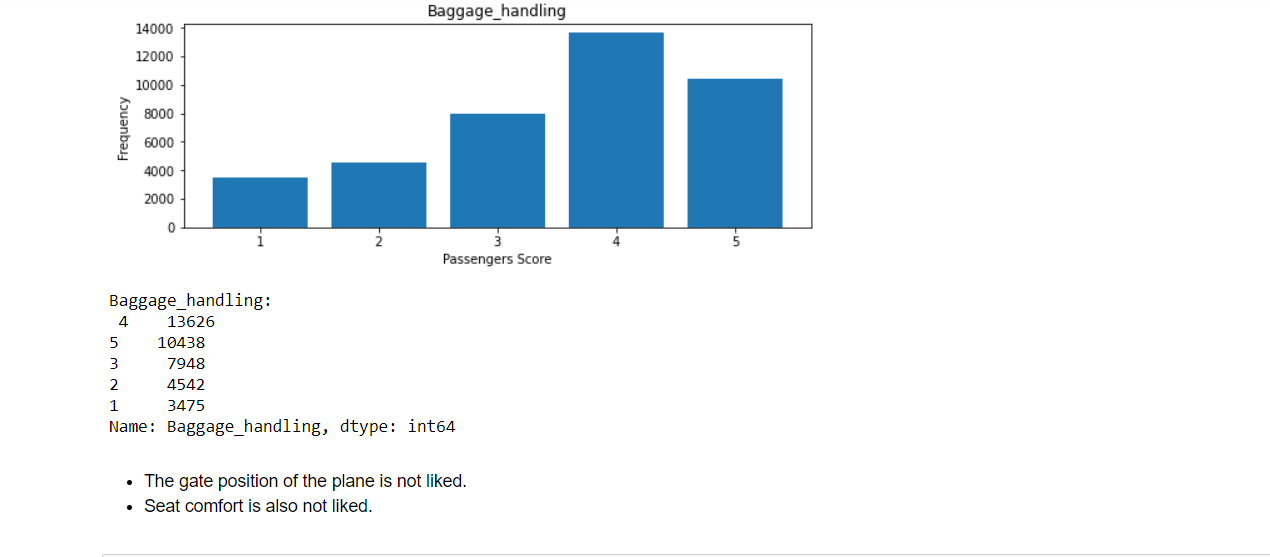 Baggage_handling
14000
12000
10000
8000
6000
4000
2000
0
Frequency
1 2 3 4 5
Passengers Score
Baggage_handling:
4 13626
5 10438
3 7948
2 4542
1 3475
Name: Baggage_handling, dtype: int64
• The gate position of the plane is not liked.
• Seat comfort is also not liked.